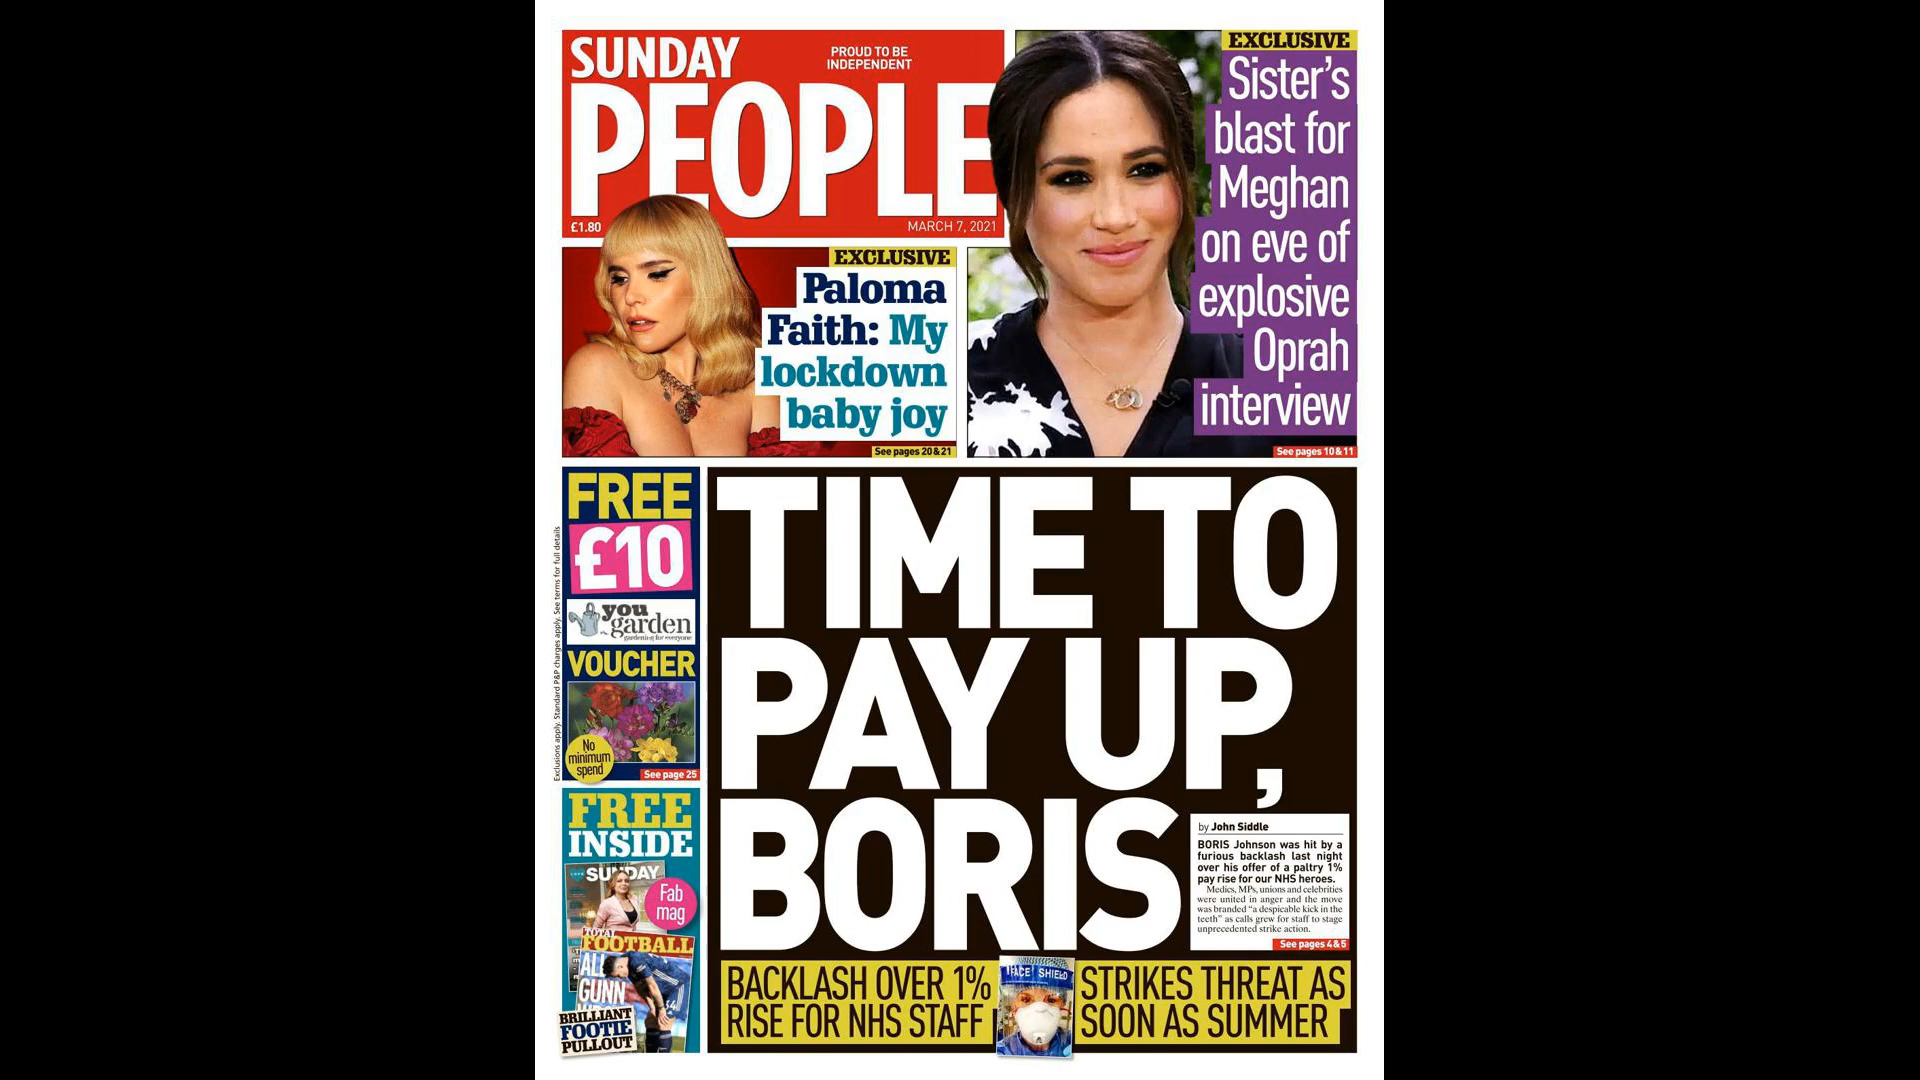 SUNDAY
PEOPLE
PROUD TO BE
INDEPENDENT
£1.80
MARCH 7, 2021
EXCLUSIVE
Sister's
blast for
Meghan
on eve of
explosive
Oprah
interview
See pages 10 & 11
EXCLUSIVE
Paloma
Faith: My
lockdown
baby joy
See pages 20 & 21
FREE
£10
you
garden
gardening for everyone
VOUCHER
No
minimum
spend
See page 25
Exclusions apply. Standard P&P charges apply. See terms for full details
FREE
INSIDE
SUNDAY
Fab
mag
TOTAL
FOOTBALL
ALL
GUNN
BRILLIANT
FOOTIE
PULLOUT
TIME TO
PAY UP,
BORIS
by John Siddle
BORIS Johnson was hit by a
furious backlash last night
over his offer of a paltry 1%
pay rise for our NHS heroes.
Medics, MPs, unions and celebrities
were united in anger and the move
was branded “a despicable kick in the
teeth” as calls grew for staff to stage
unprecedented strike action.
See pages 4 & 5
BACKLASH OVER 1%
RISE FOR NHS STAFF
FACE SHIELD
STRIKES THREAT AS
SOON AS SUMMER